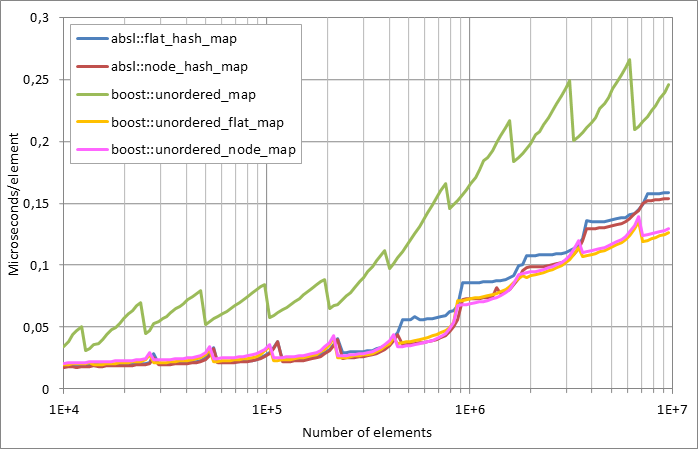 0,3
0,25
0,2
0,15
0,1
0,05
0
Microseconds/element
absl::flat_hash_map
absl::node_hash_map
boost::unordered_map
boost::unordered_flat_map
boost::unordered_node_map
1E+4
1E+5
1E+6
1E+7
Number of elements